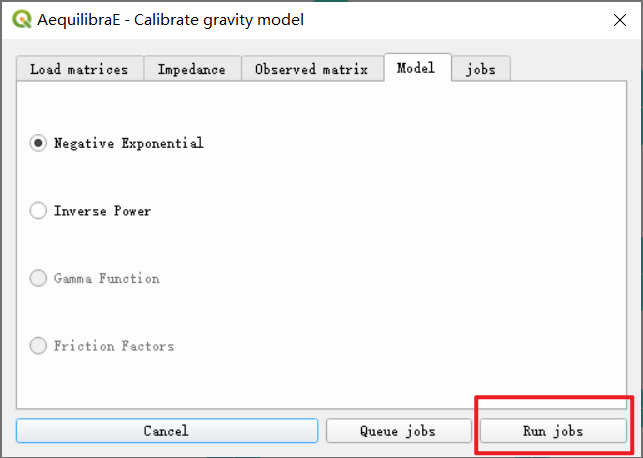 AequilibraE - Calibrate gravity model
Load matrices Impedance Observed matrix Model jobs
Negative Exponential
Inverse Power
Gamma Function
Friction Factors
Cancel Queue jobs Run jobs